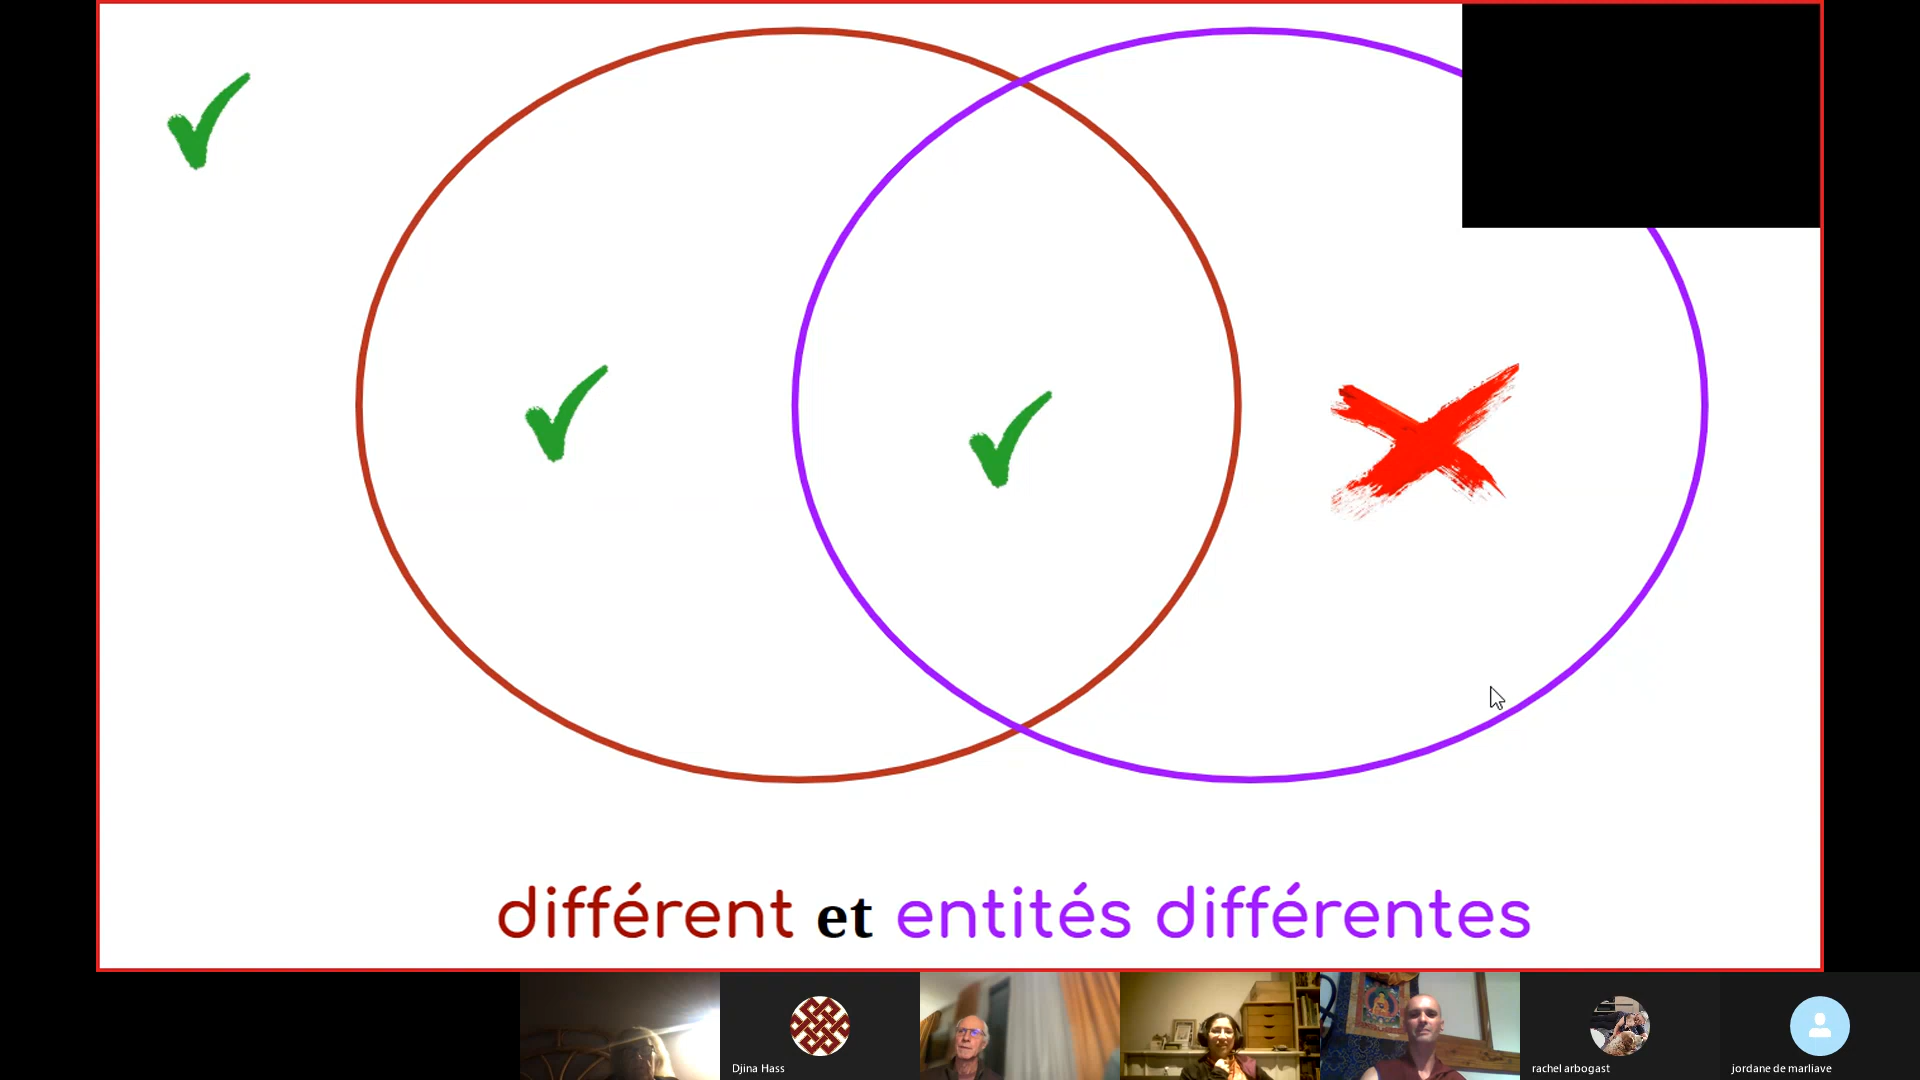 différent et entités différentes
Djina Hass
rachel arbogast
jordane de marliave